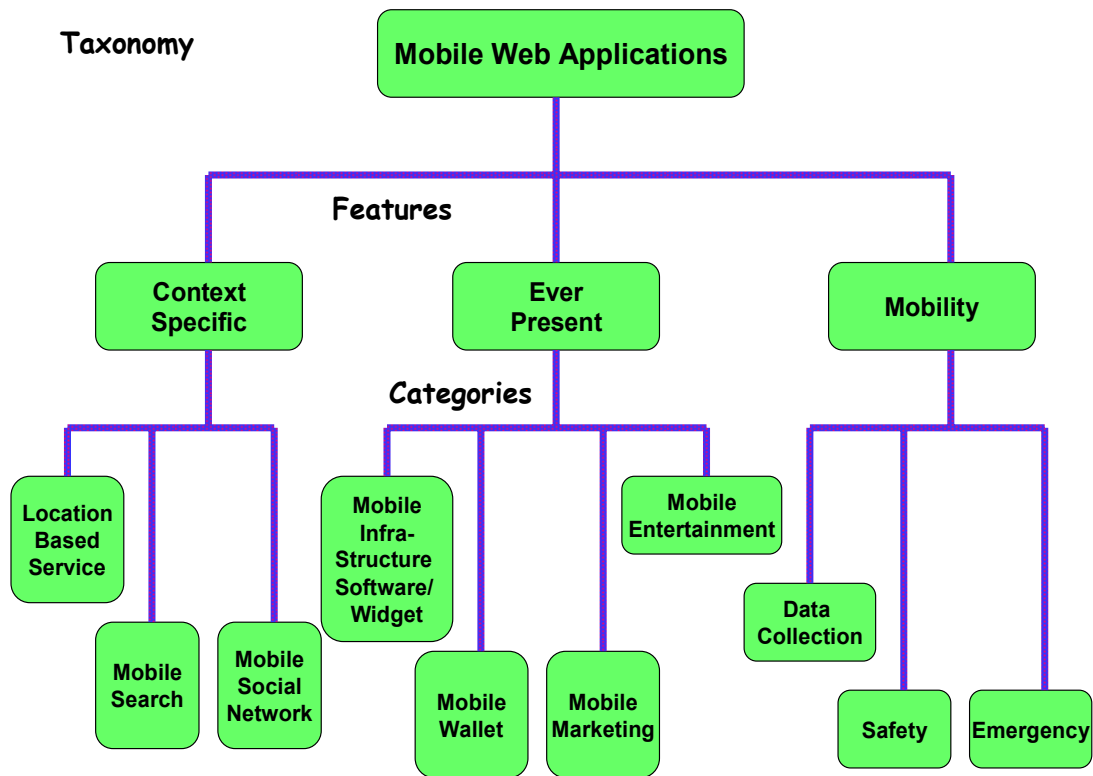 Taxonomy
Mobile Web Applications
Features
Context
Specific
Ever
Present
Mobility
Categories
Location
Based
Service
Mobile
Search
Mobile
Social
Network
Mobile
Infra-
Structure
Software/
Widget
Mobile
Wallet
Mobile
Marketing
Mobile
Entertainment
Data
Collection
Safety
Emergency